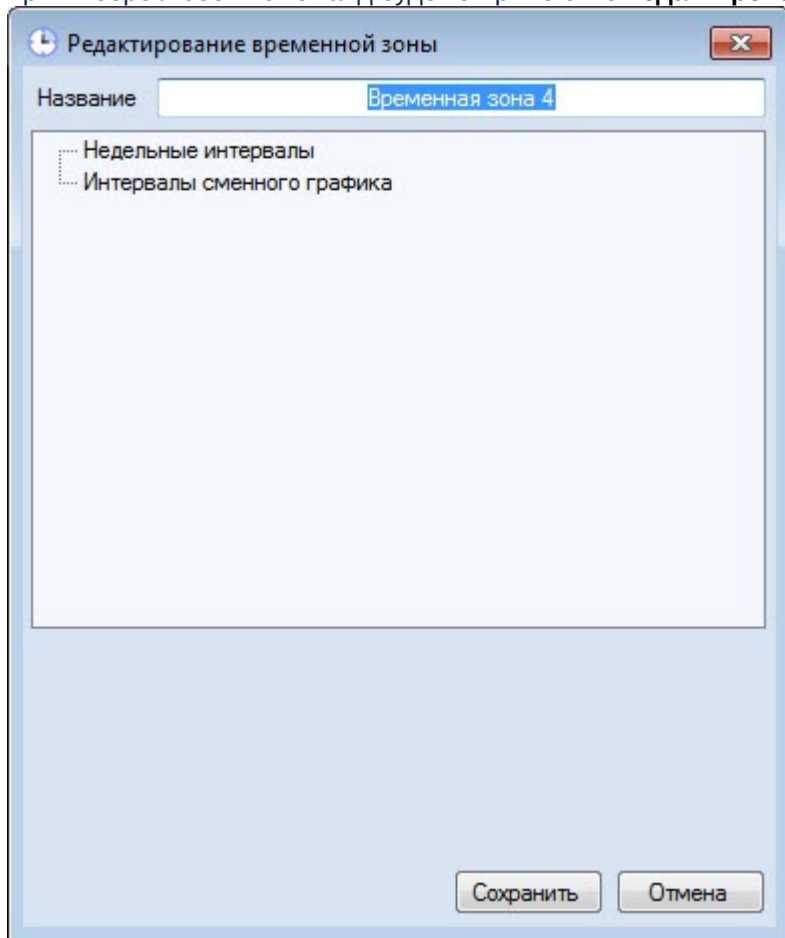 Редактирование временной зоны
Название Временная зона 4
Недельные интервалы
Интервалы сменного графика
Сохранить Отмена